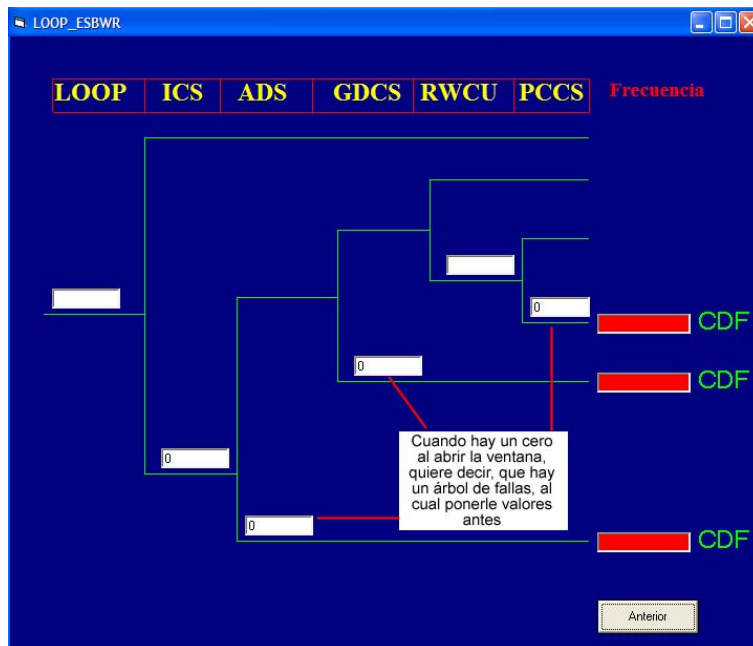 LOOP_ESBWR
LOOP ICS ADS GDCS RWCU PCCS Frecuencia
0
CDF
0
CDF
Cuando hay un cero
al abrir la ventana,
quiere decir, que hay
un árbol de fallas, al
cual ponerle valores
antes
0
0
CDF
Anterior